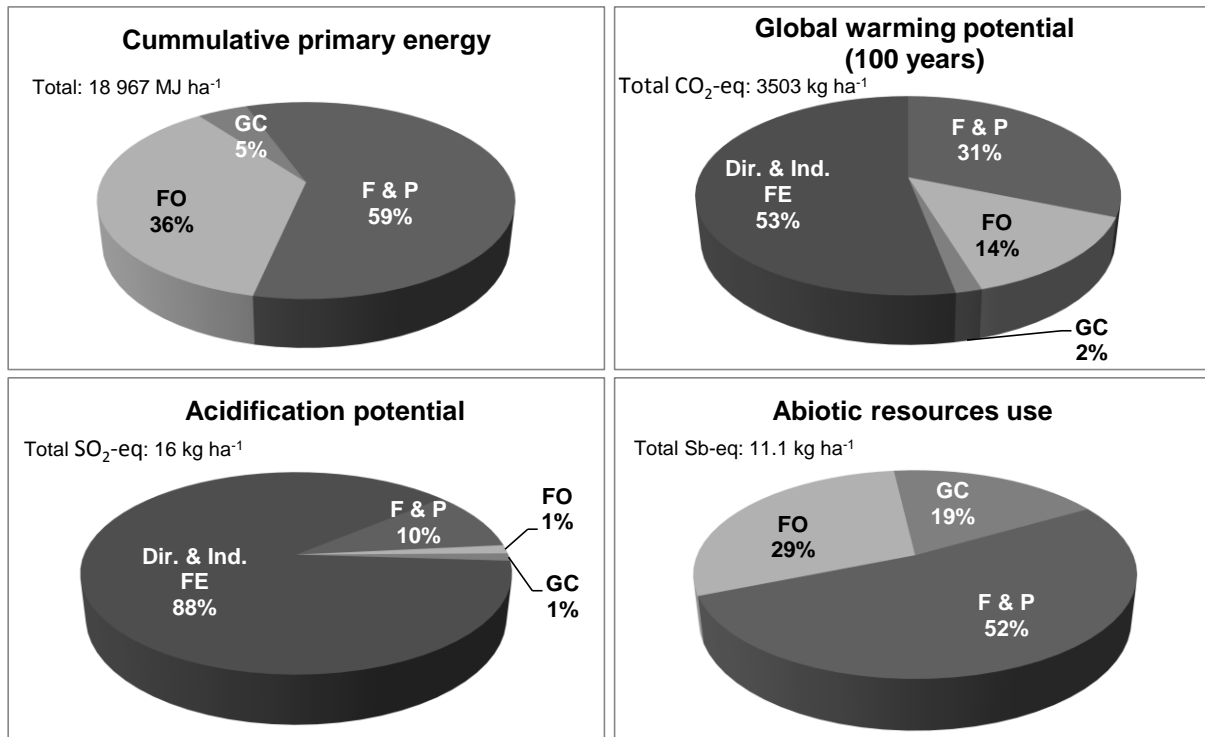 Cummulative primary energy
Total: 18 967 MJ ha⁻¹
GC
5%
FO
36%
F & P
59%
Global warming potential
(100 years)
Total CO₂-eq: 3503 kg ha⁻¹
F & P
31%
Dir. & Ind.
FE
53%
FO
14%
GC
2%
Acidification potential
Total SO₂-eq: 16 kg ha⁻¹
FO
1%
F & P
10%
Dir. & Ind.
FE
88%
GC
1%
Abiotic resources use
Total Sb-eq: 11.1 kg ha⁻¹
GC
19%
FO
29%
F & P
52%